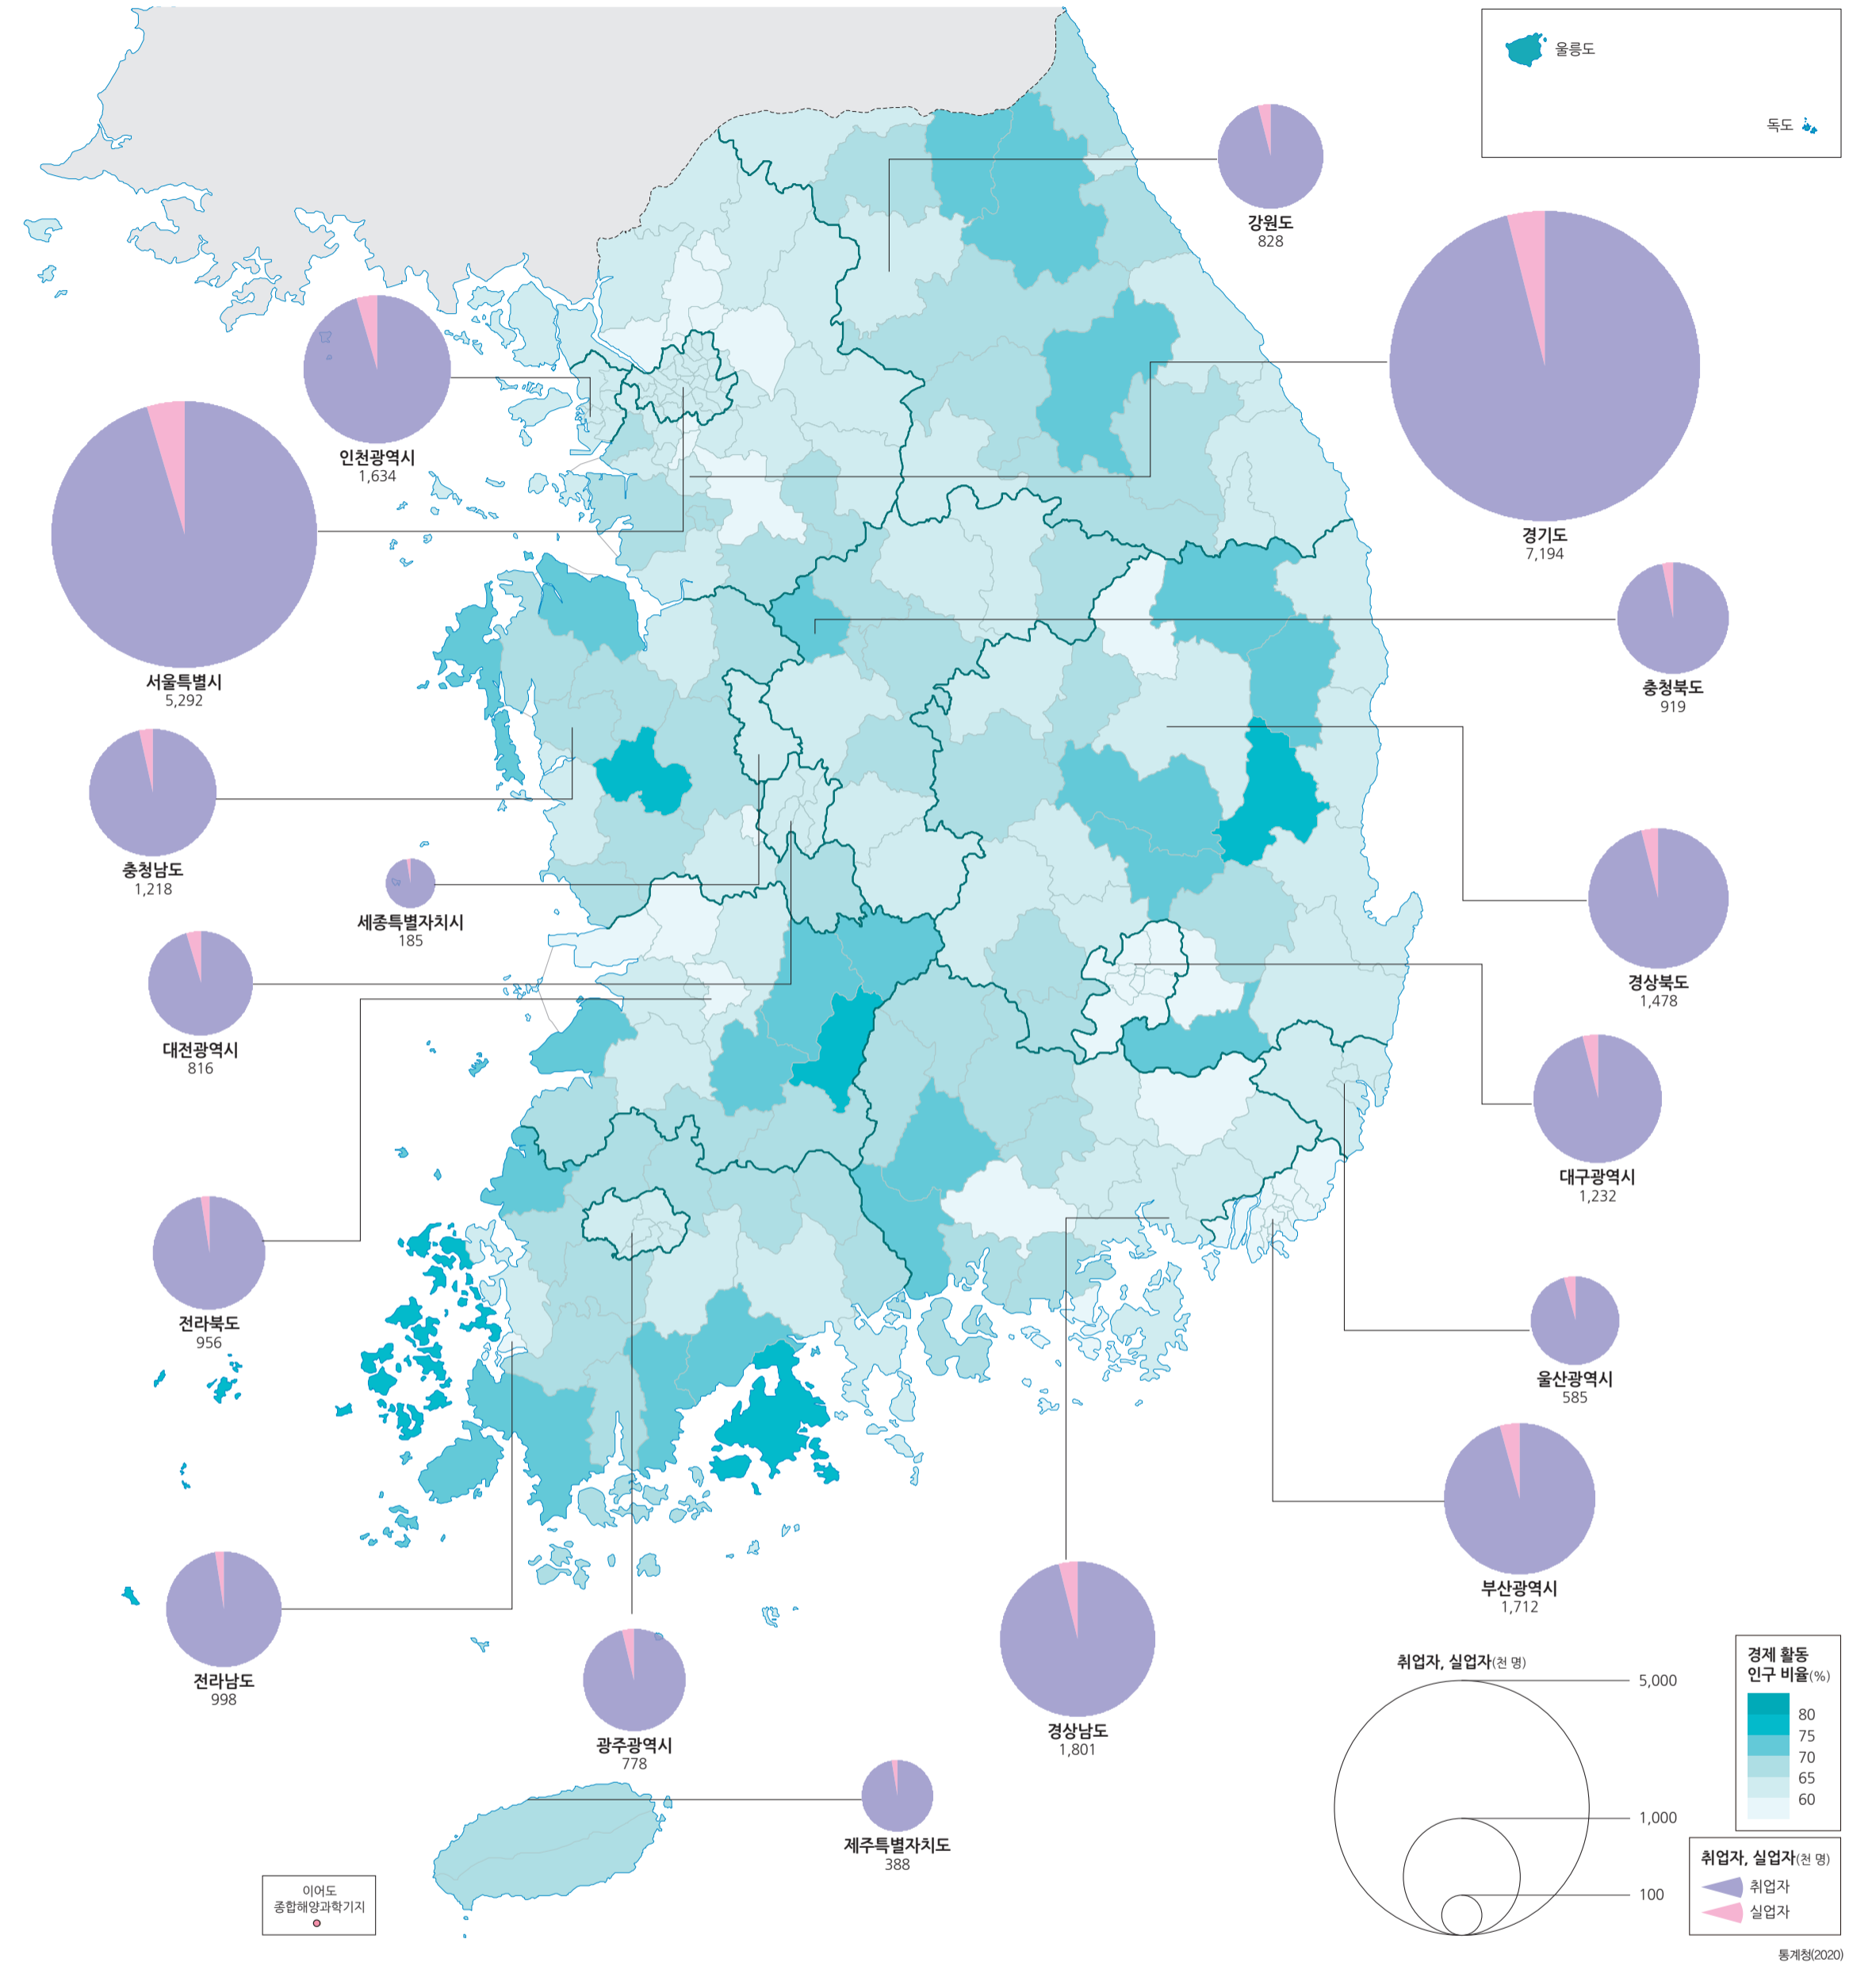 울릉도
독도
강원도
828
경기도
7,194
인천광역시
1,634
서울특별시
5,292
충청북도
919
충청남도
1,218
세종특별자치시
185
경상북도
1,478
대전광역시
816
대구광역시
1,232
전라북도
956
울산광역시
585
부산광역시
1,712
전라남도
998
광주광역시
778
경상남도
1,801
제주특별자치도
388
이어도
종합해양과학기지
취업자, 실업자(천 명)
5,000
1,000
100
경제 활동
인구 비율(%)
80
75
70
65
60
취업자, 실업자(천 명)
취업자
실업자
통계청(2020)